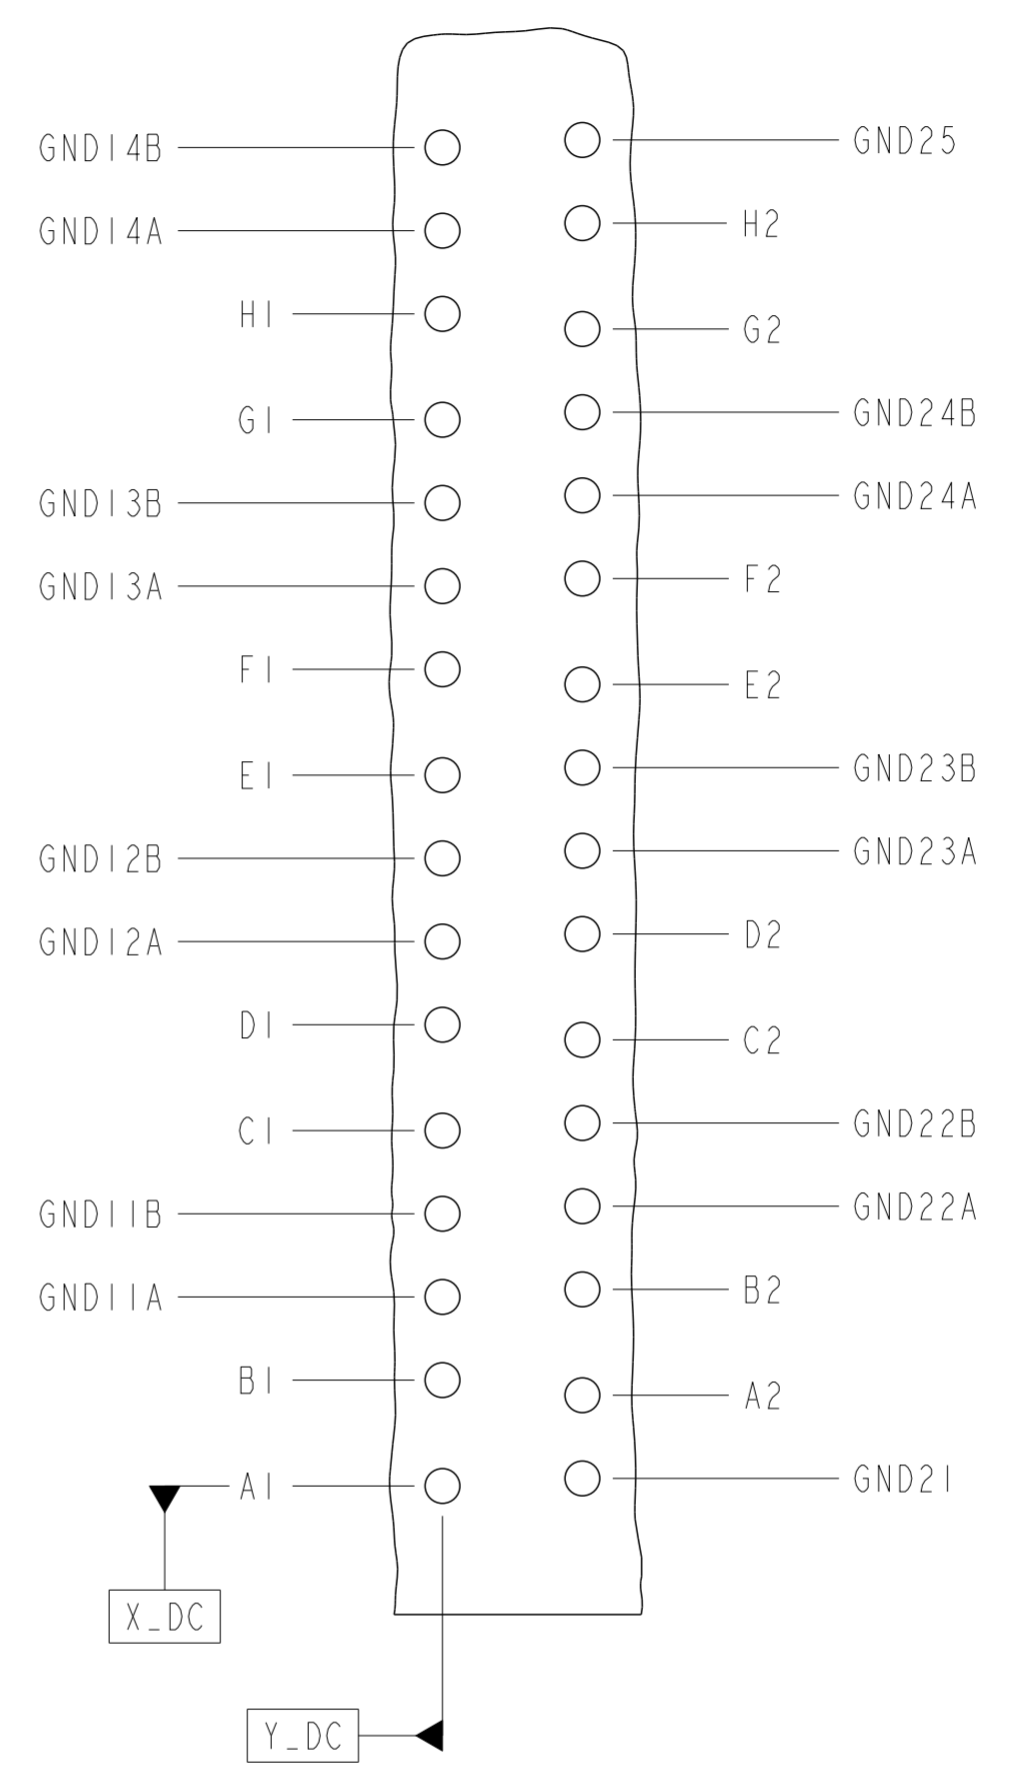 GND14B
GND25
GND14A
H2
H1
G2
G1
GND24B
GND13B
GND24A
GND13A
F2
F1
E2
E1
GND23B
GND12B
GND23A
GND12A
D2
D1
C2
C1
GND22B
GND11B
GND22A
GND11A
B2
B1
A2
A1
GND21
X_DC
Y_DC